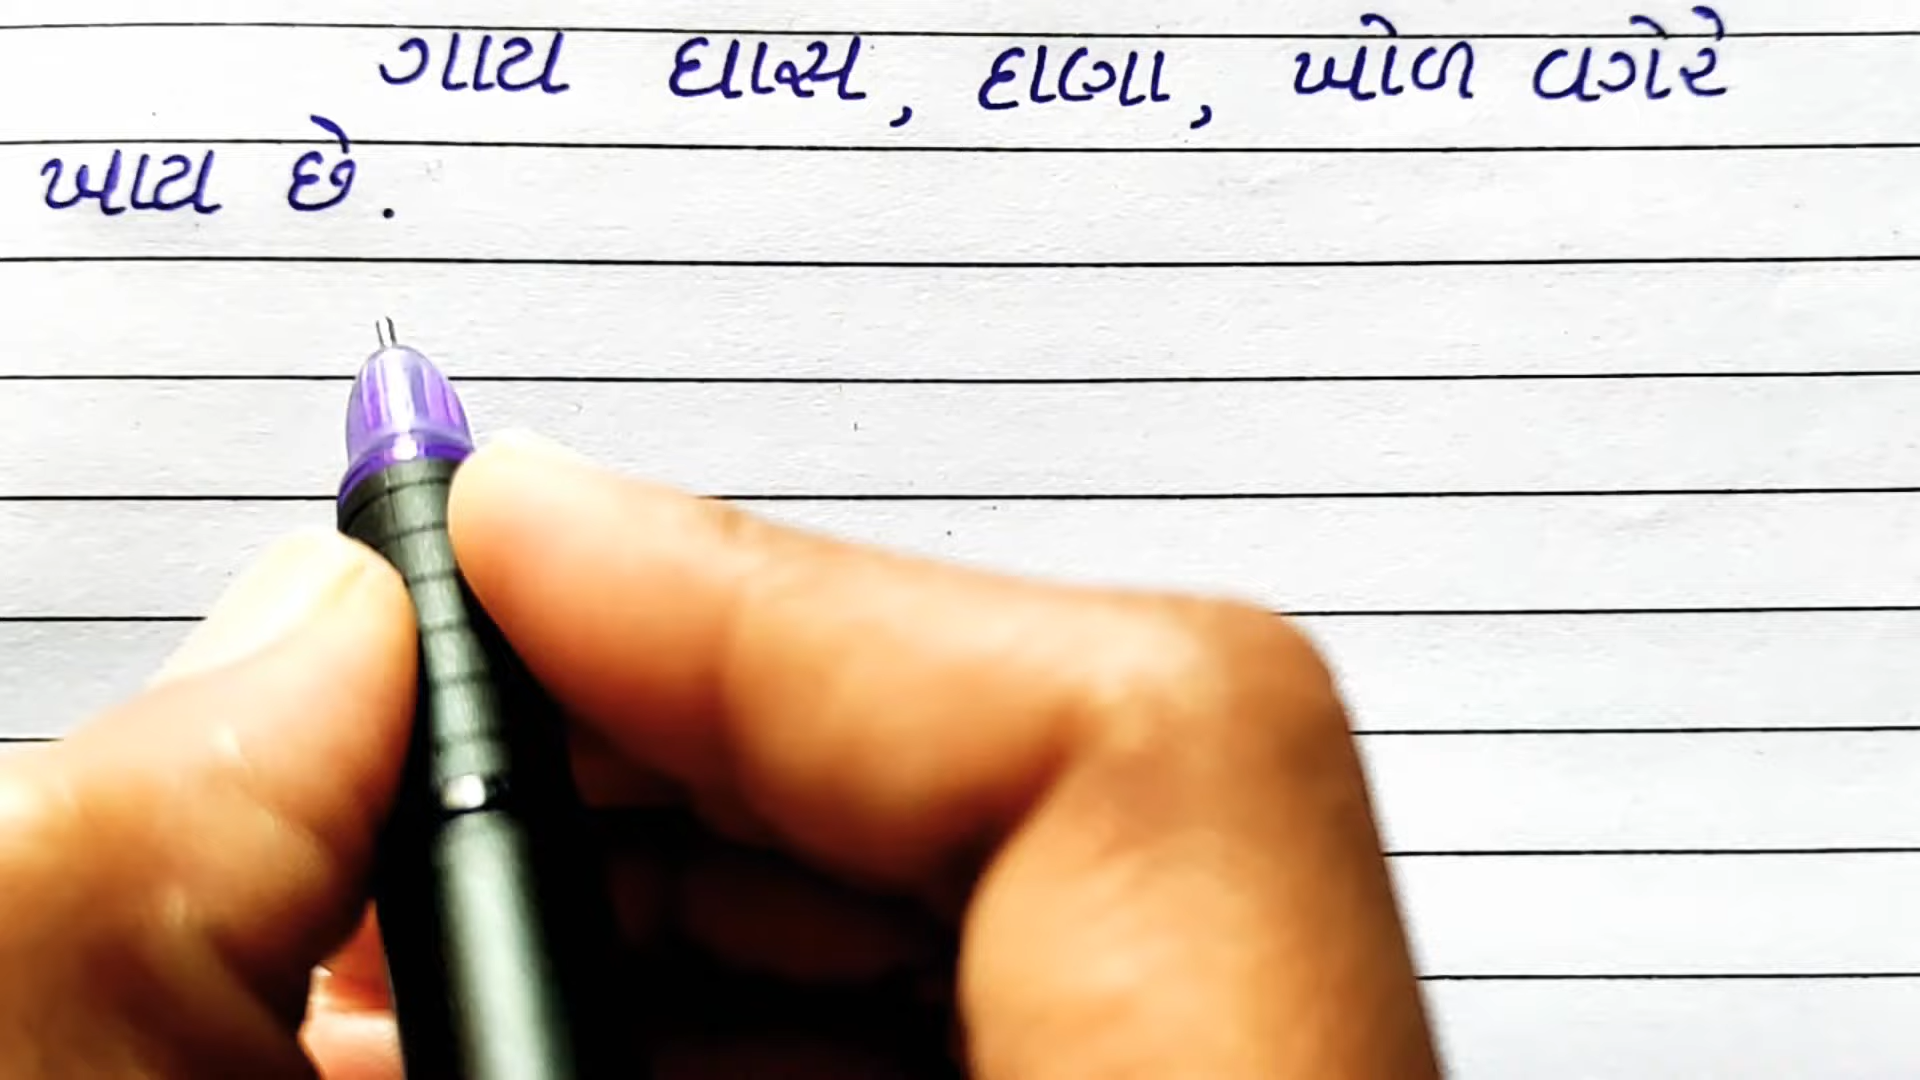 ગાય ઘાસ, દાણા, ખોળ વગેરે
ખાય છે.